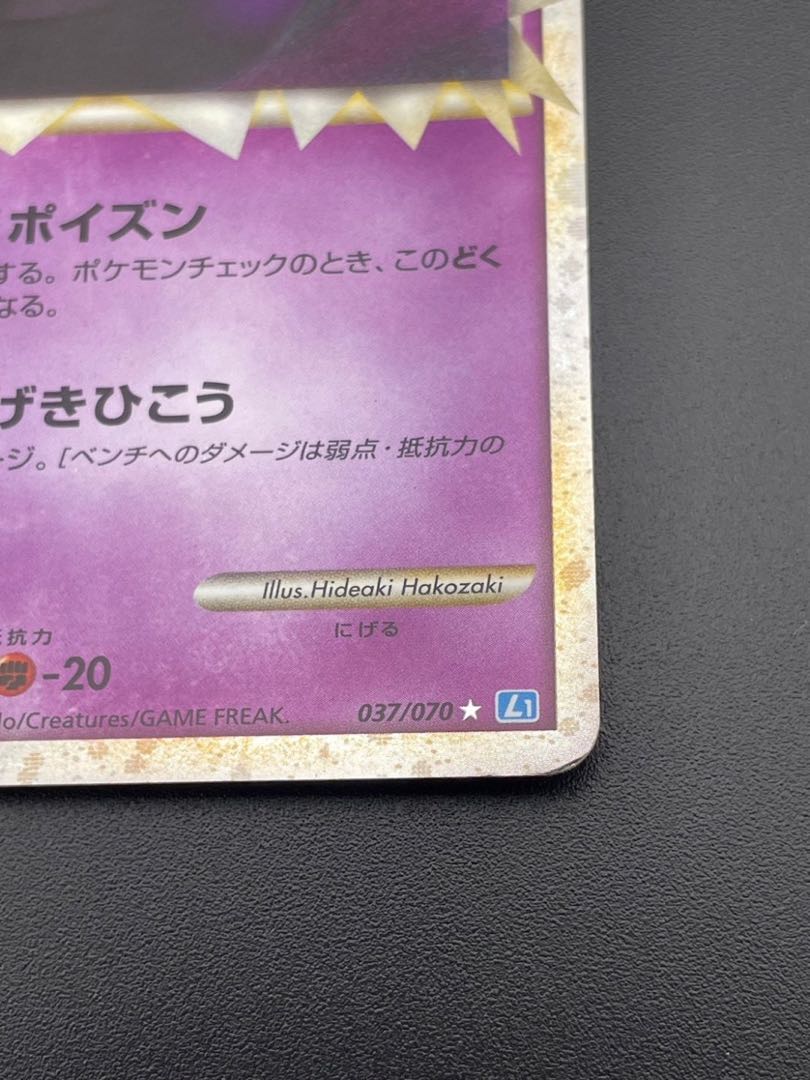 ポイズン
する。ポケモンチェックのとき、このどく
なる。
げきひこう
ージ。[ベンチへのダメージは弱点・抵抗力の
Illus.Hideaki Hakozaki
にげる
抗力
-20
do/Creatures/GAME FREAK.
037/070 ★ L1